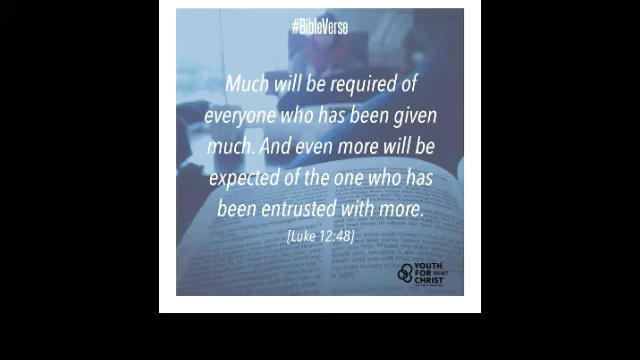 #BibleVerse
Much will be required of
everyone who has been given
much. And even more will be
expected of the one who has
been entrusted with more.
[Luke 12:48]
YOUTH
FOR
CHRIST